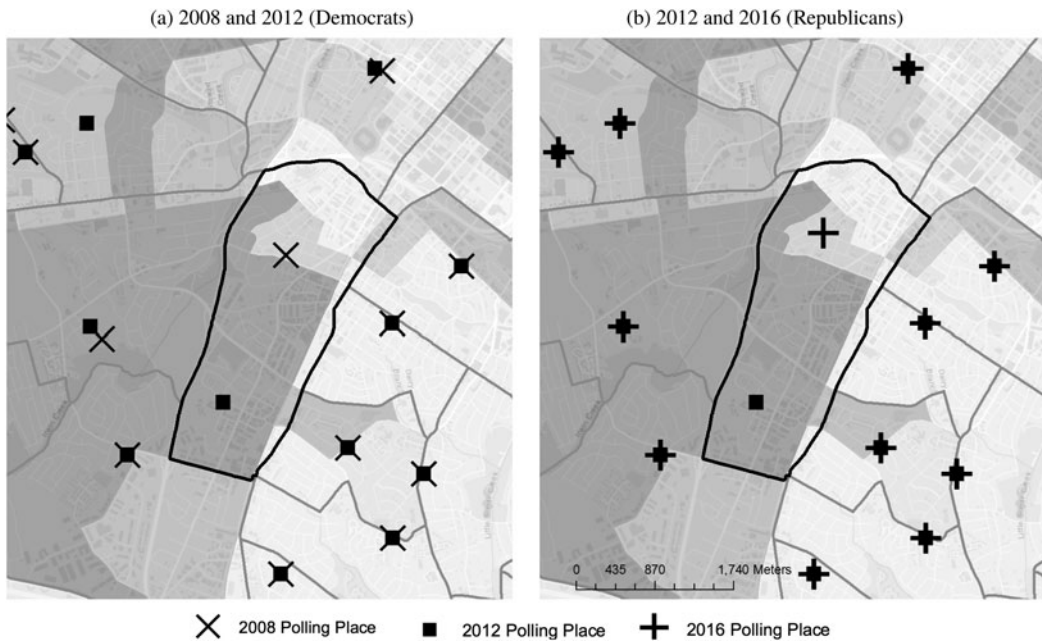 (a) 2008 and 2012 (Democrats)
(b) 2012 and 2016 (Republicans)
0 435 870 1,740 Meters
2008 Polling Place
2012 Polling Place
2016 Polling Place